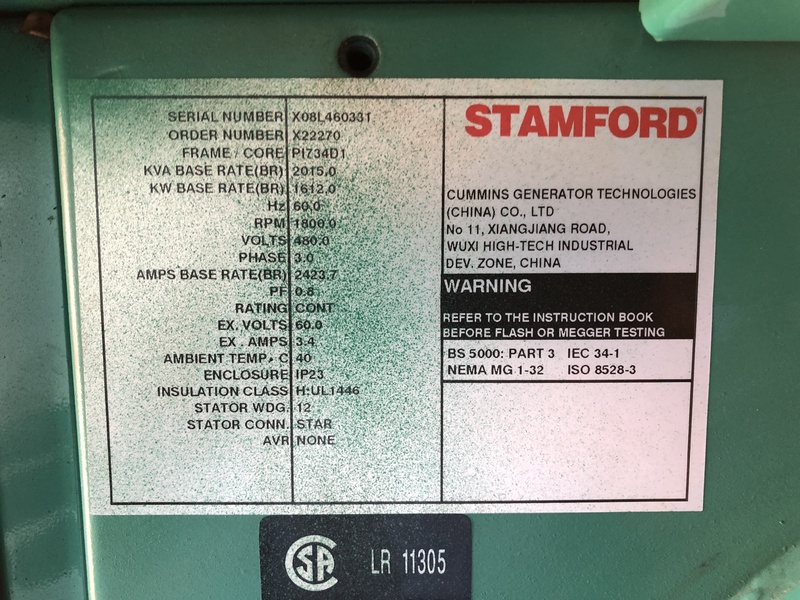 SERIAL NUMBER X08L460331
ORDER NUMBER X22270
FRAME / CORE PI734D1
KVA BASE RATE(BR) 2015.0
KW BASE RATE(BR) 1612.0
Hz 60.0
RPM 1800.0
VOLTS 480.0
PHASE 3.0
AMPS BASE RATE(BR) 2423.7
PF 0.8
RATING CONT
EX. VOLTS 60.0
EX. AMPS 3.4
AMBIENT TEMP. C 40
ENCLOSURE IP23
INSULATION CLASS H:UL1446
STATOR WDG. 12
STATOR CONN. STAR
AVR NONE
STAMFORD®
CUMMINS GENERATOR TECHNOLOGIES
(CHINA) CO., LTD
No 11, XIANGJIANG ROAD,
WUXI HIGH-TECH INDUSTRIAL
DEV. ZONE, CHINA
WARNING
REFER TO THE INSTRUCTION BOOK
BEFORE FLASH OR MEGGER TESTING
BS 5000: PART 3 IEC 34-1
NEMA MG 1-32 ISO 8528-3
CSA LR 11305